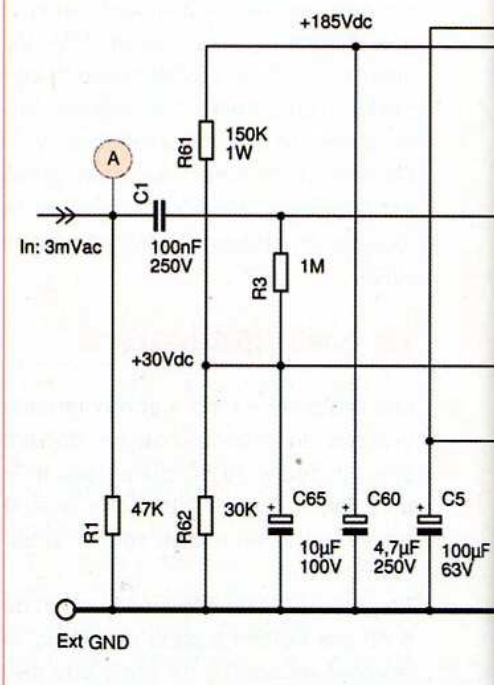 +185Vdc
R61
150K
1W
A
C1
In: 3mVac
100nF
250V
R3
1M
+30Vdc
R1
47K
R62
30K
+
C65
10µF
100V
+
C60
4,7µF
250V
+
C5
100µF
63V
Ext GND